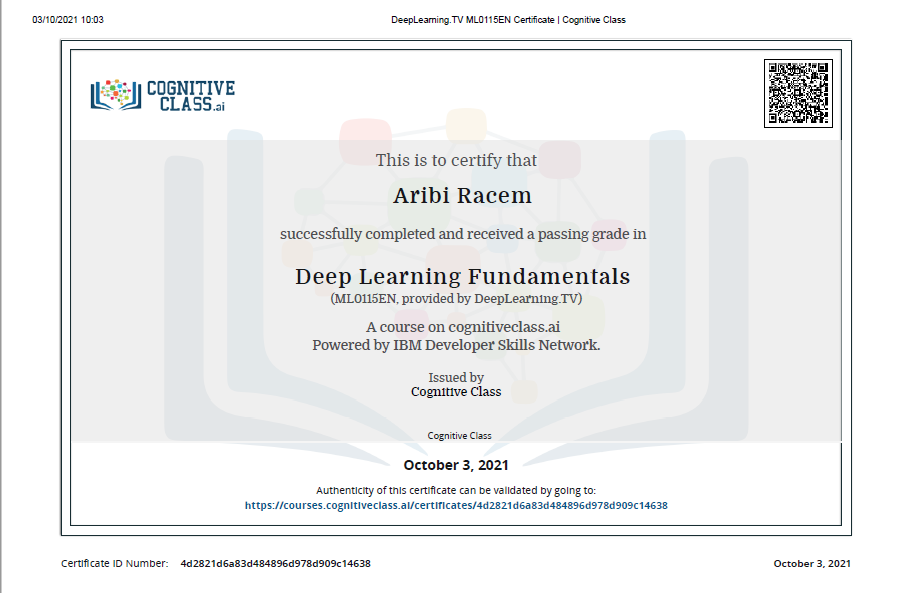 03/10/2021 10:03
DeepLearning.TV ML0115EN Certificate | Cognitive Class
COGNITIVE
CLASS.ai
This is to certify that
Aribi Racem
successfully completed and received a passing grade in
Deep Learning Fundamentals
(ML0115EN, provided by DeepLearning.TV)
A course on cognitiveclass.ai
Powered by IBM Developer Skills Network.
Issued by
Cognitive Class
Cognitive Class
October 3, 2021
Authenticity of this certificate can be validated by going to:
https://courses.cognitiveclass.ai/certificates/4d2821d6a83d484896d978d909c14638
Certificate ID Number: 4d2821d6a83d484896d978d909c14638
October 3, 2021